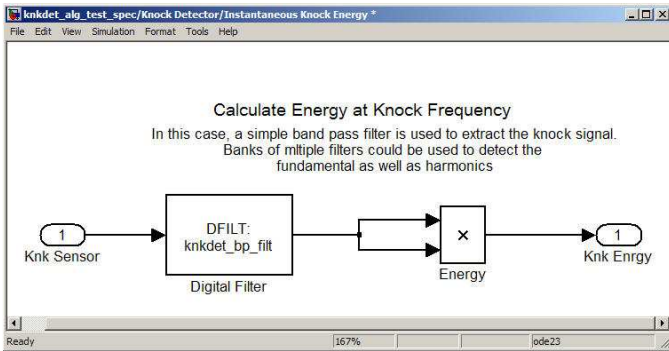 knkdet_alg_test_spec/Knock Detector/Instantaneous Knock Energy *
File Edit View Simulation Format Tools Help
Calculate Energy at Knock Frequency
In this case, a simple band pass filter is used to extract the knock signal.
Banks of mltiple filters could be used to detect the
fundamental as well as harmonics
1
Knk Sensor
DFILT:
knkdet_bp_filt
Digital Filter
×
Energy
1
Knk Enrgy
Ready 167% ode23